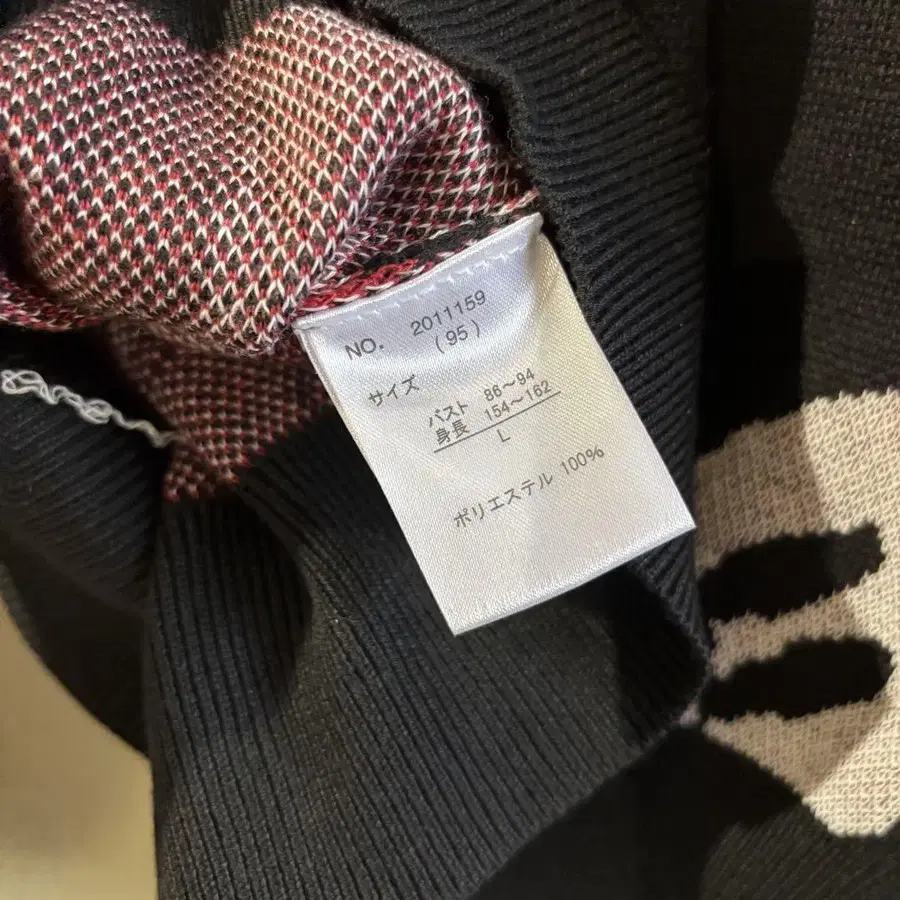 NO. 2011159
(95)
サイズ
バスト 86～94
身長 154～162
L
ポリエステル 100%